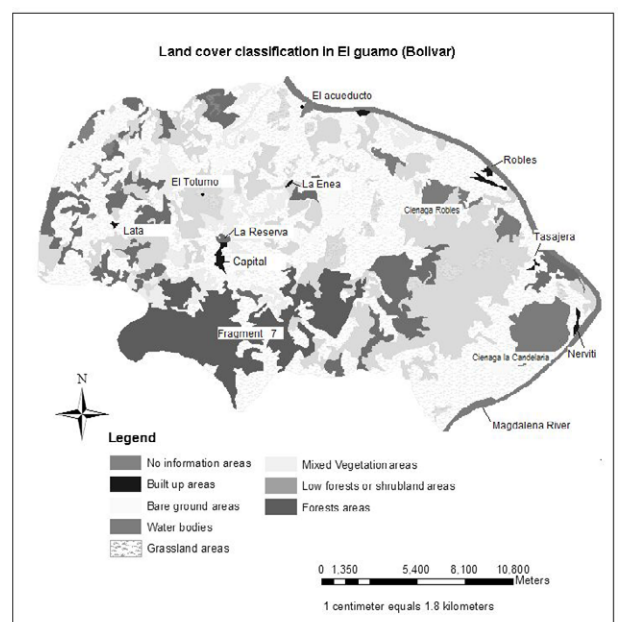 Land cover classification in El guamo (Bolivar)
El acueducto
Robles
El Toturno
La Enea
Cienaga Robles
Lata
La Reserva
Tasajera
Capital
Fragment 7
Nerviti
Cienaga la Candelaria
N
Magdalena River
Legend
No information areas
Built up areas
Bare ground areas
Water bodies
Grassland areas
Mixed Vegetation areas
Low forests or shrubland areas
Forests areas
0 1,350 5,400 8,100 10,800
Meters
1 centimeter equals 1.8 kilometers